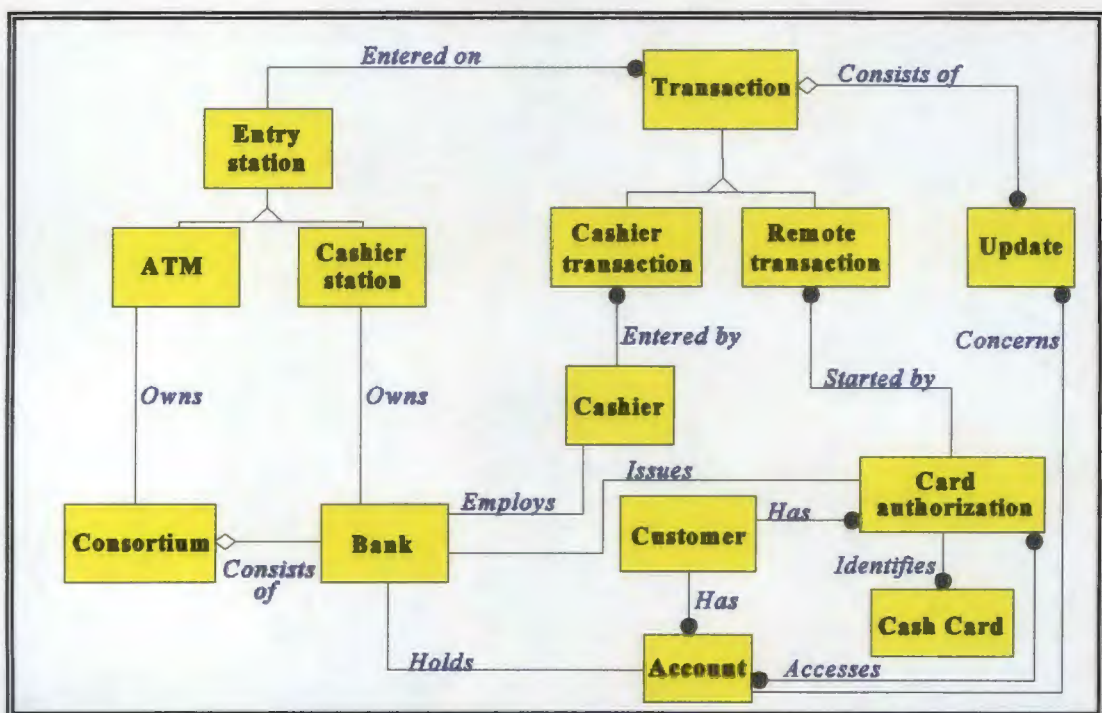 Entered on
Transaction
Consists of
Entry
station
ATM
Cashier
station
Cashier
transaction
Remote
transaction
Update
Entered by
Concerns
Owns
Owns
Started by
Cashier
Issues
Card
authorization
Employs
Consortium
Bank
Customer
Has
Consists
of
Identifies
Has
Cash Card
Holds
Account
Accesses